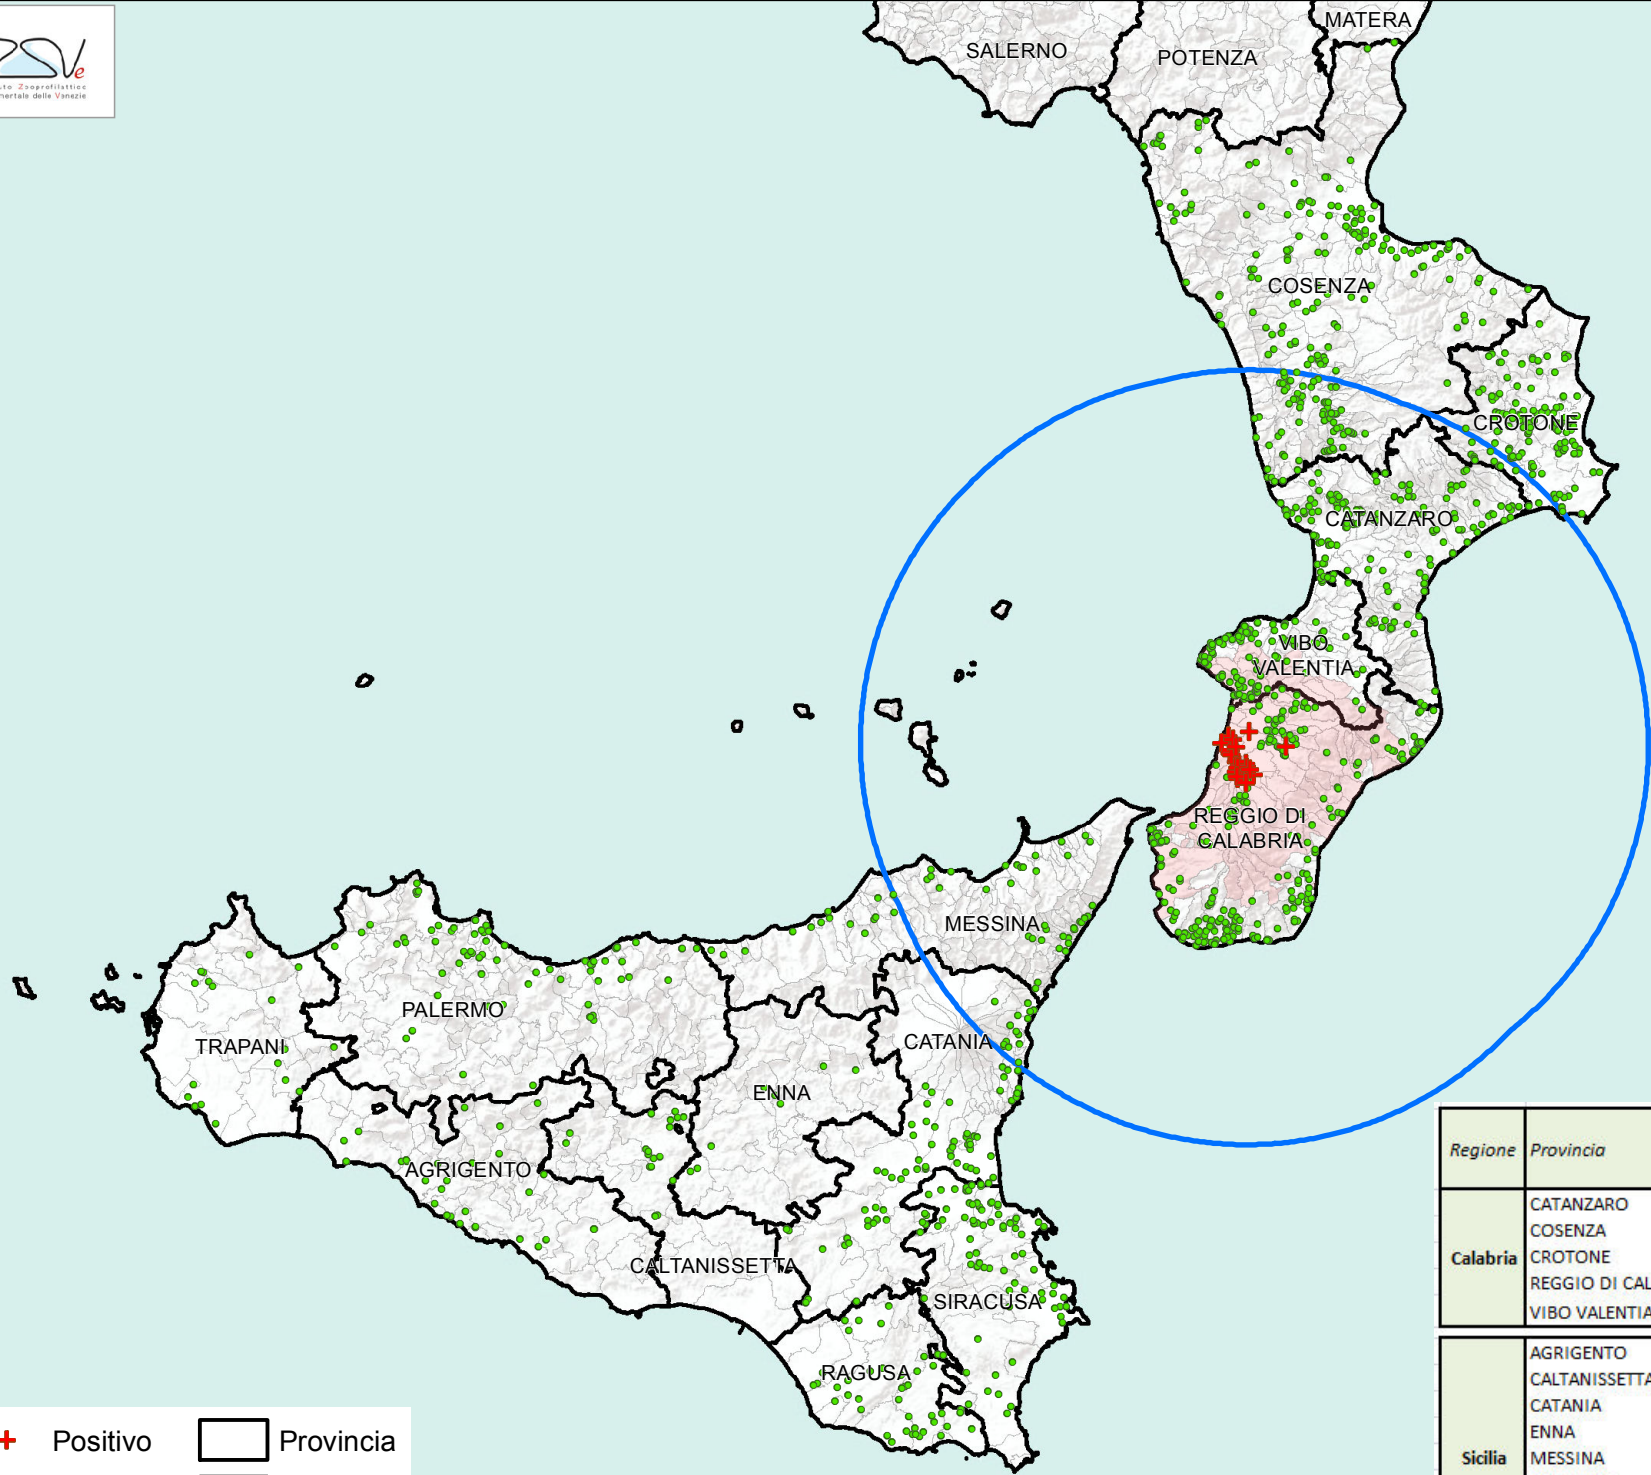 MATERA
SALERNO
POTENZA
COSENZA
CROTONE
CATANZARO
VIBO
VALENTIA
REGGIO DI
CALABRIA
MESSINA
PALERMO
TRAPANI
CATANIA
ENNA
AGRIGENTO
CALTANISSETTA
SIRACUSA
RAGUSA
Regione Provincia
Calabria
CATANZARO
COSENZA
CROTONE
REGGIO DI CAL
VIBO VALENTIA
Sicilia
AGRIGENTO
CALTANISSETTA
CATANIA
ENNA
MESSINA
Positivo
Provincia